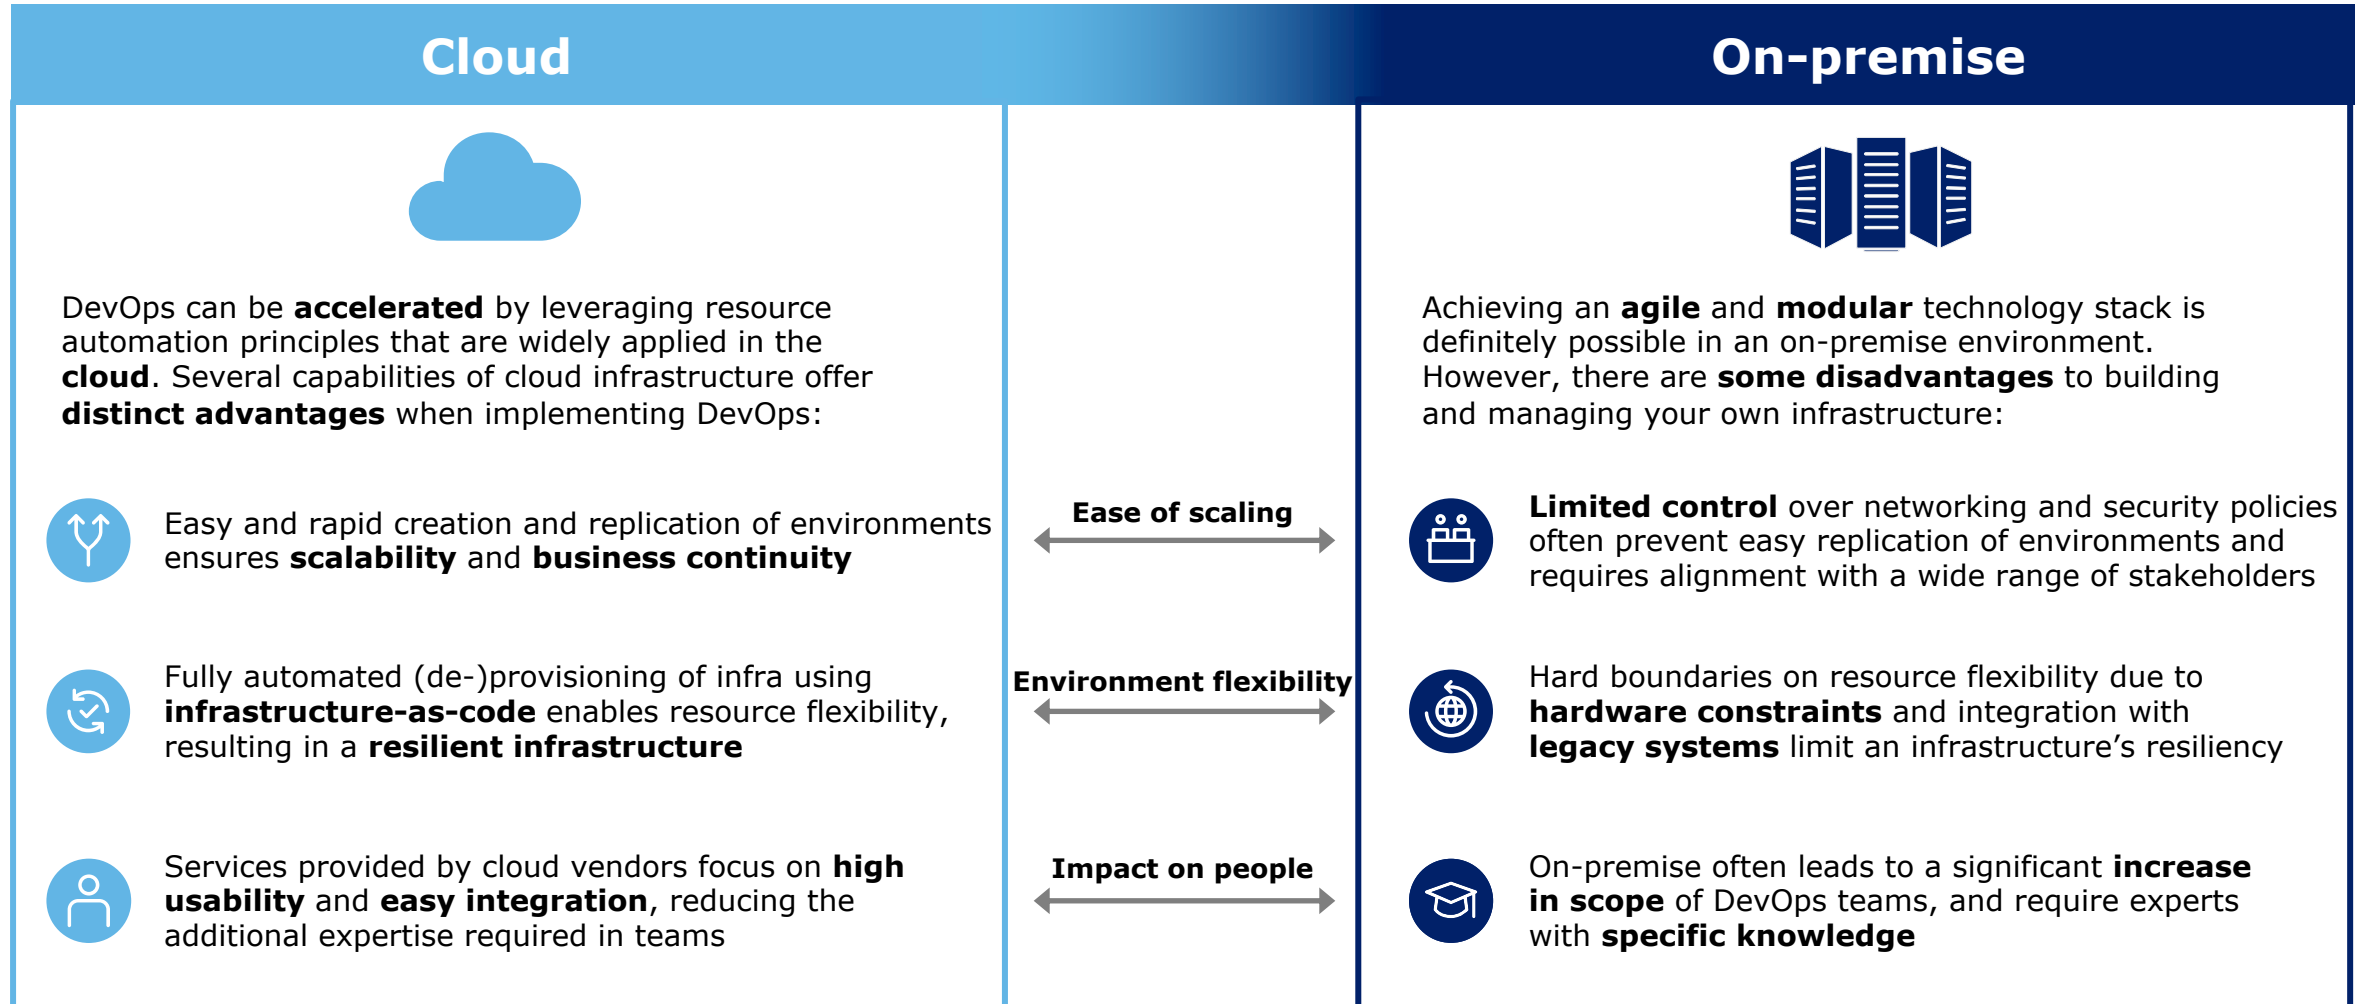 Cloud
On-premise
DevOps can be accelerated by leveraging resource
automation principles that are widely applied in the
cloud. Several capabilities of cloud infrastructure offer
distinct advantages when implementing DevOps:
Achieving an agile and modular technology stack is
definitely possible in an on-premise environment.
However, there are some disadvantages to building
and managing your own infrastructure:
Easy and rapid creation and replication of environments
ensures scalability and business continuity
Ease of scaling
Limited control over networking and security policies
often prevent easy replication of environments and
requires alignment with a wide range of stakeholders
Fully automated (de-)provisioning of infra using
infrastructure-as-code enables resource flexibility,
resulting in a resilient infrastructure
Environment flexibility
Hard boundaries on resource flexibility due to
hardware constraints and integration with
legacy systems limit an infrastructure’s resiliency
Services provided by cloud vendors focus on high
usability and easy integration, reducing the
additional expertise required in teams
Impact on people
On-premise often leads to a significant increase
in scope of DevOps teams, and require experts
with specific knowledge